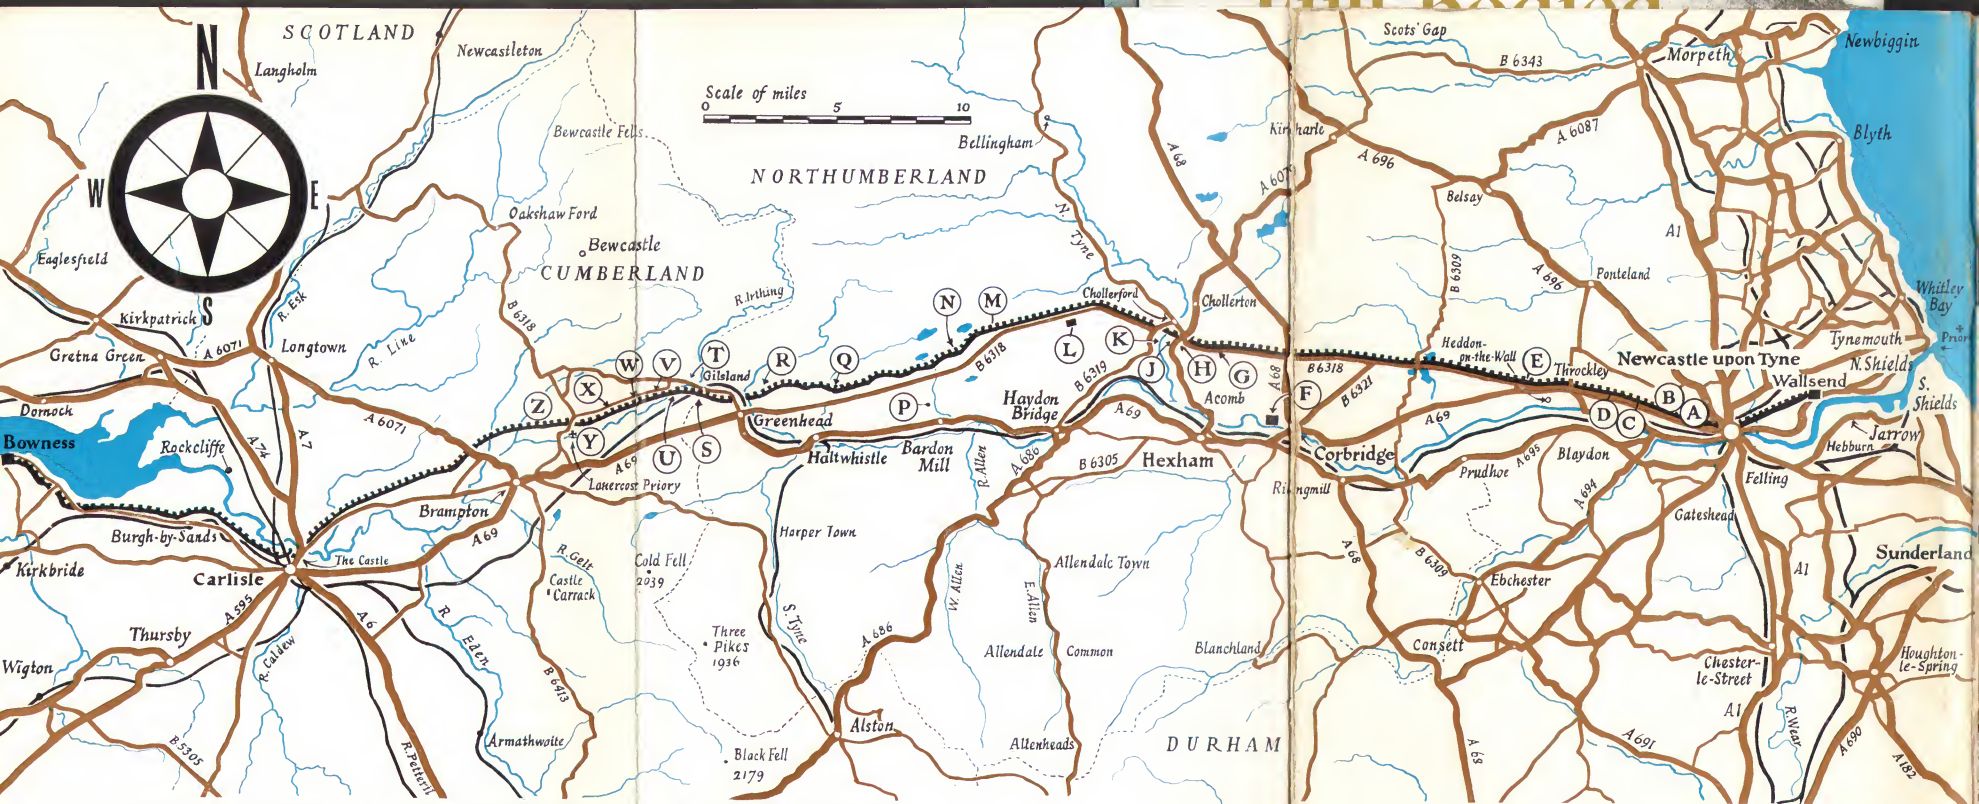 N
W
E
S
SCOTLAND
Langholm
Newcastleton
Bewcastle Fells
Scale of miles
0 5 10
Bellingham
NORTHUMBERLAND
N Tyne
A 68
Scots' Gap
B 6343
Morpeth
Newbiggin
A 6087
Blyth
A 696
Belsay
A1
Eaglesfield
Oakshaw Ford
Bewcastle
CUMBERLAND
R. Irthing
Kirkpatrick
R. Esk
B 6318
Gretna Green
A 6071
Longtown
R. Line
N
M
Chollerford
Chollerton
B 6309
A 696
Ponteland
Whitley
Bay
Tynemouth
N. Shields
S.
Shields
Dornoch
Bowness
Rockcliffe
A 74
A 7
A 6071
Z
X
W
V
T
Gilsland
R
Q
Y
U
S
Lanercost Priory
A 69
Greenhead
Haltwhistle
P
Bardon
Mill
B 6318
L
K
J
H
G
Haydon
Bridge
B 6319
A 69
Acomb
A 68
F
B 6318
B 6321
Heddon-
on-the-Wall
E
Throckley
D
C
B
A
Newcastle upon Tyne
Wallsend
Jarrow
Hebburn
Felling
Gateshead
Blaydon
A 695
A 694
Prudhoe
A 69
Corbridge
Hexham
B 6305
A 686
R. Allen
Brampton
A 69
Burgh-by-Sands
Kirkbride
Carlisle
The Castle
A 595
Thursby
Wigton
R. Caldew
A 6
R. Eden
R. Petteril
B 5305
Armathwaite
B 6413
R. Gelt
Castle
Carrock
Cold Fell
2039
Three
Pikes
1936
Harper Town
S. Tyne
A 686
Alston
Black Fell
2179
W. Allen
E. Allen
Allendale Town
Allendale Common
Allenheads
Blanchland
DURHAM
A 68
B 6309
Ebchester
Consett
A 68
A 691
Chester-
le-Street
A1
A1
R. Wear
Sunderland
Houghton-
le-Spring
A 690
A 182